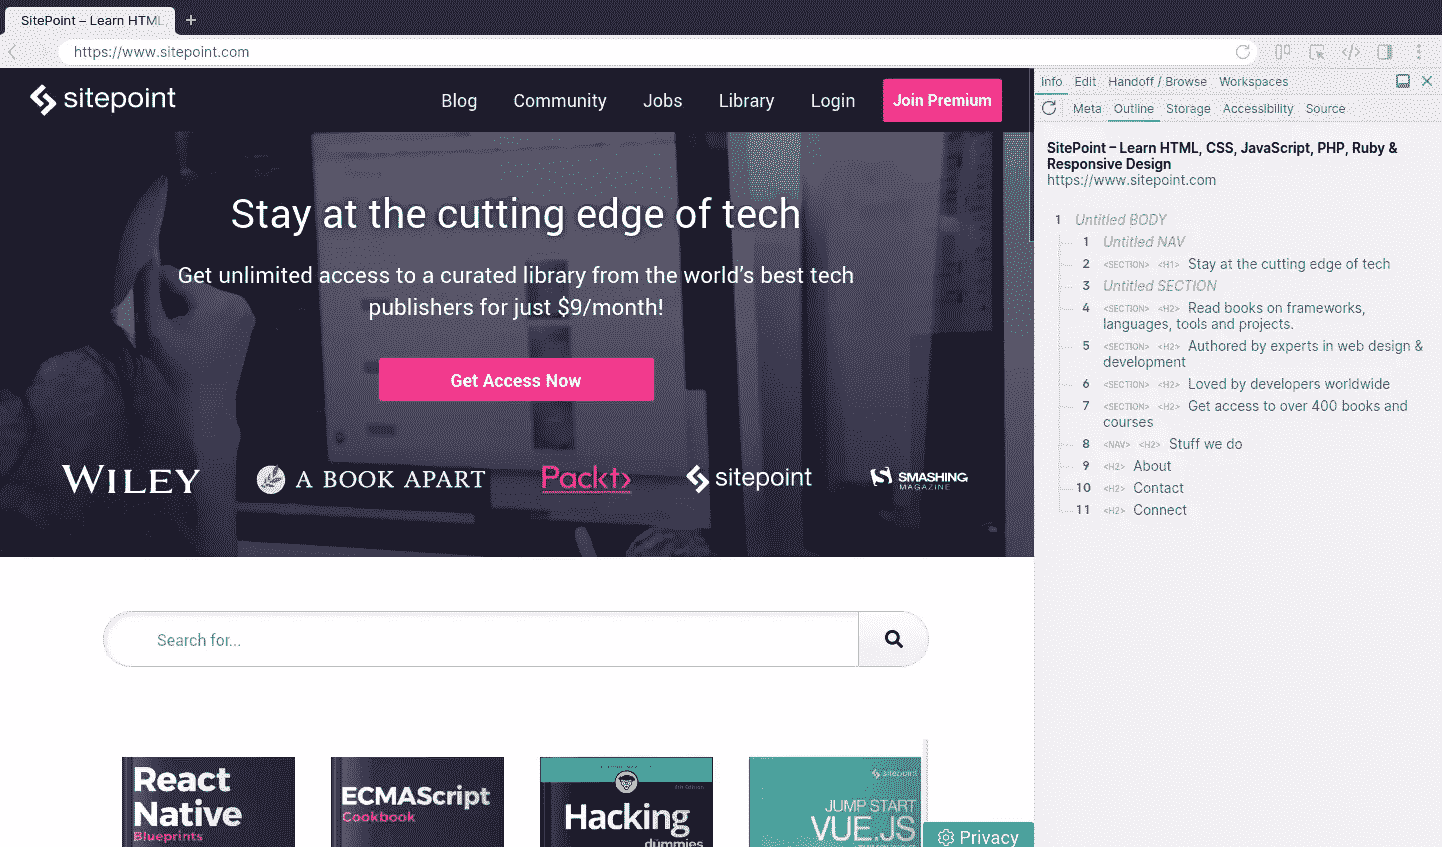 SitePoint – Learn HTML
https://www.sitepoint.com
Info Edit Handoff / Browse Workspaces
Meta Outline Storage Accessibility Source
sitepoint
Blog Community Jobs Library Login Join Premium
Stay at the cutting edge of tech
Get unlimited access to a curated library from the world's best tech
publishers for just $9/month!
Get Access Now
WILEY A BOOK APART Packt> sitepoint SMASHING
MAGAZINE
Search for...
React
Native
Blueprints
ECMAScript
Cookbook
Hacking
dummies
sitepoint
JUMP START
VUE.JS
Privacy
SitePoint – Learn HTML, CSS, JavaScript, PHP, Ruby &
Responsive Design
https://www.sitepoint.com
1 Untitled BODY
1 Untitled NAV
2 <SECTION> <H1> Stay at the cutting edge of tech
3 Untitled SECTION
4 <SECTION> <H2> Read books on frameworks,
languages, tools and projects.
5 <SECTION> <H2> Authored by experts in web design &
development
6 <SECTION> <H2> Loved by developers worldwide
7 <SECTION> <H2> Get access to over 400 books and
courses
8 <NAV> <H2> Stuff we do
9 <H2> About
10 <H2> Contact
11 <H2> Connect